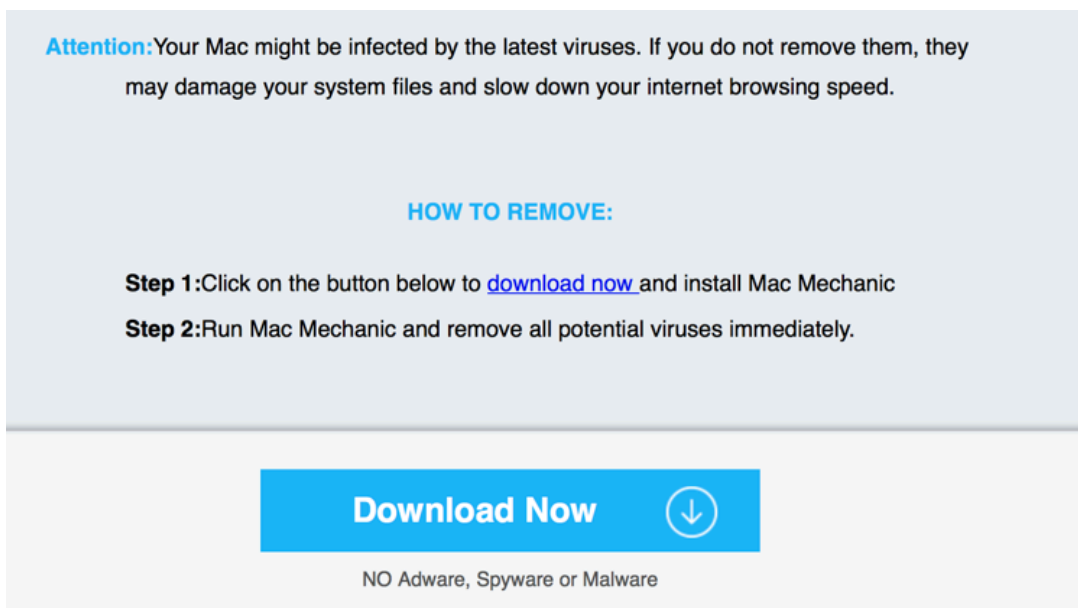 Attention:Your Mac might be infected by the latest viruses. If you do not remove them, they
may damage your system files and slow down your internet browsing speed.
HOW TO REMOVE:
Step 1:Click on the button below to download now and install Mac Mechanic
Step 2:Run Mac Mechanic and remove all potential viruses immediately.
Download Now
NO Adware, Spyware or Malware